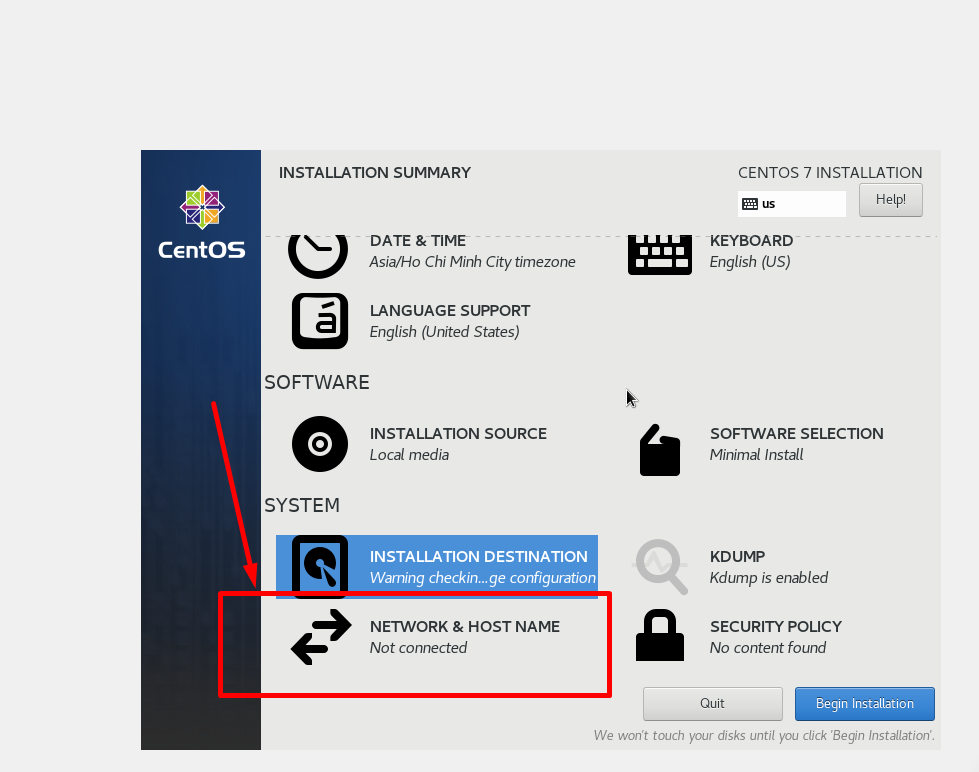 INSTALLATION SUMMARY
CENTOS 7 INSTALLATION
us
Help!
CentOS
DATE & TIME
Asia/Ho Chi Minh City timezone
KEYBOARD
English (US)
LANGUAGE SUPPORT
English (United States)
SOFTWARE
INSTALLATION SOURCE
Local media
SOFTWARE SELECTION
Minimal Install
SYSTEM
INSTALLATION DESTINATION
Warning checkin...ge configuration
KDUMP
Kdump is enabled
NETWORK & HOST NAME
Not connected
SECURITY POLICY
No content found
Quit
Begin Installation
We won't touch your disks until you click 'Begin Installation'.